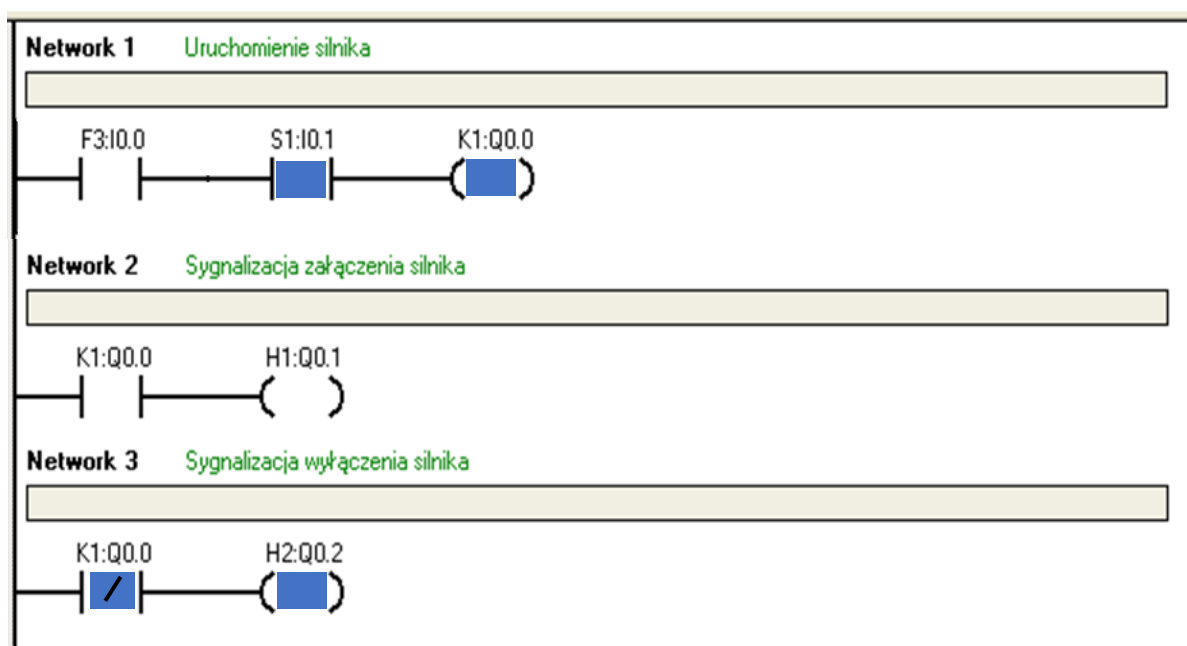 Network 1 Uruchomienie silnika
F3:I0.0 S1:I0.1 K1:Q0.0
Network 2 Sygnalizacja załączenia silnika
K1:Q0.0 H1:Q0.1
Network 3 Sygnalizacja wyłączenia silnika
K1:Q0.0 H2:Q0.2